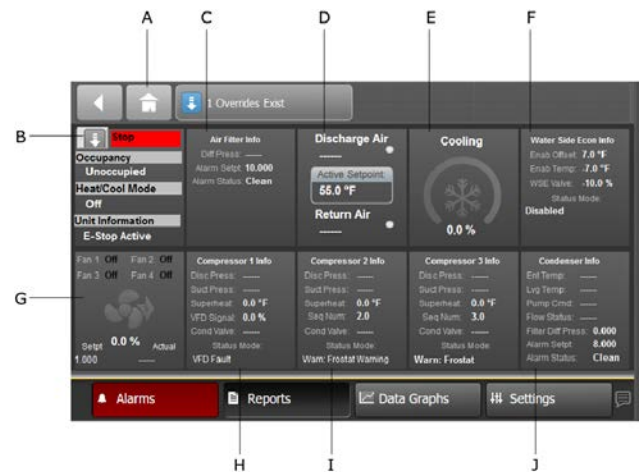 A C D E F
1 Overrides Exist
B
Stop
Occupancy
Unoccupied
Heat/Cool Mode
Off
Unit Information
E-Stop Active
Air Filter Info
Diff Press: -----
Alarm Setpt 10.000
Alarm Status: Clean
Discharge Air
-----
Active Setpoint:
55.0 °F
Return Air
-----
Cooling
0.0 %
Water Side Econ Info
Enab Offset: 7.0 °F
Enab Temp: -7.0 °F
WSE Valve: -10.0 %
Status Mode:
Disabled
G
Fan 1 Off Fan 2 Off
Fan 3 Off Fan 4 Off
Setpt 0.0 % Actual
1.000 -----
Compressor 1 Info
Disc Press: -----
Suct Press: -----
Superheat: 0.0 °F
VFD Signal: 0.0 %
Cond Valve: -----
Status Mode:
VFD Fault
Compressor 2 Info
Disc Press: -----
Suct Press: -----
Superheat: 0.0 °F
Seq Num: 2.0
Cond Valve: -----
Status Mode:
Warn: Frostat Warning
Compressor 3 Info
Disc Press: -----
Suct Press: -----
Superheat: 0.0 °F
Seq Num: 3.0
Cond Valve: -----
Status Mode:
Warn: Frostat
Condenser Info
Ent Temp: -----
Lvg Temp: -----
Pump Cmd: -----
Flow Status: -----
Filter Diff Press: 0.000
Alarm Setpt 8.000
Alarm Status: Clean
Alarms
Reports
Data Graphs
Settings
H I J